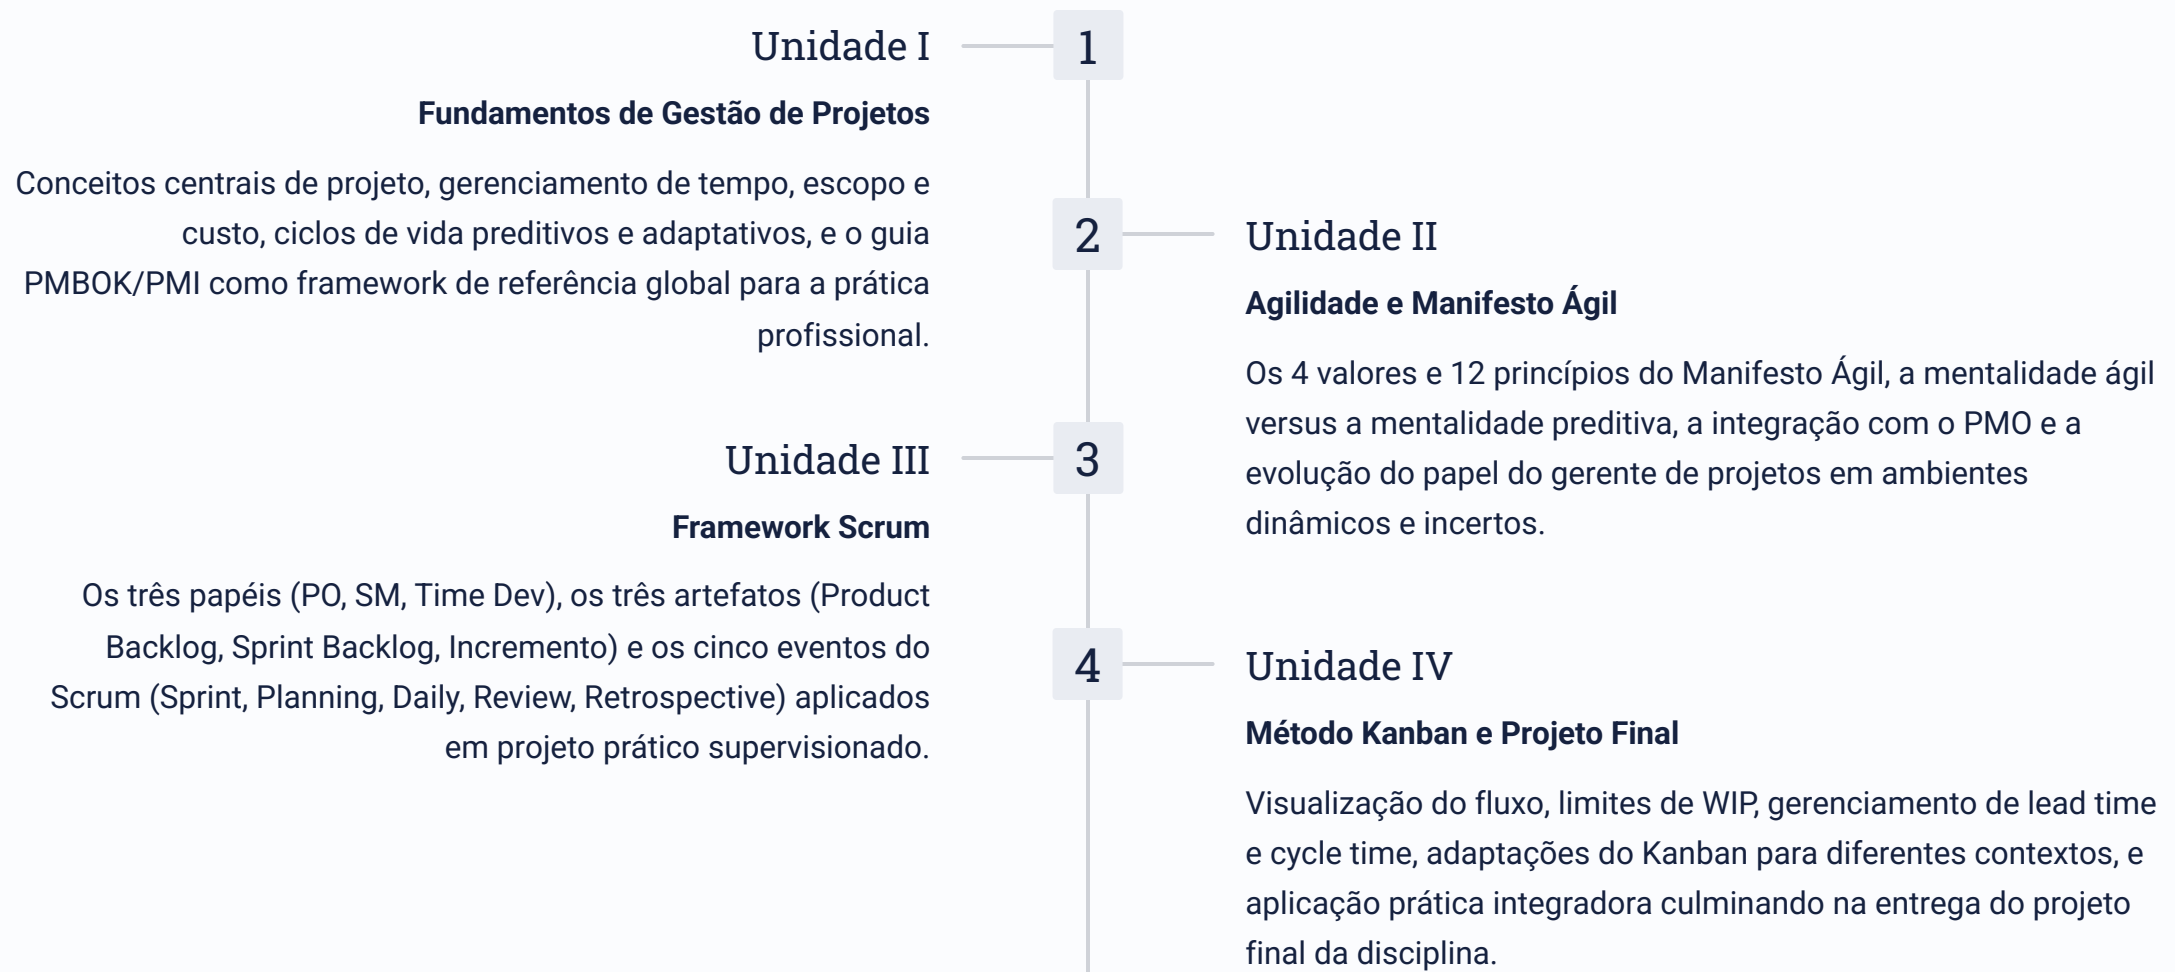 Unidade I
1
Fundamentos de Gestão de Projetos
Conceitos centrais de projeto, gerenciamento de tempo, escopo e
custo, ciclos de vida preditivos e adaptativos, e o guia
PMBOK/PMI como framework de referência global para a prática
profissional.
2
Unidade II
Agilidade e Manifesto Ágil
Os 4 valores e 12 princípios do Manifesto Ágil, a mentalidade ágil
versus a mentalidade preditiva, a integração com o PMO e a
evolução do papel do gerente de projetos em ambientes
dinâmicos e incertos.
Unidade III
3
Framework Scrum
Os três papéis (PO, SM, Time Dev), os três artefatos (Product
Backlog, Sprint Backlog, Incremento) e os cinco eventos do
Scrum (Sprint, Planning, Daily, Review, Retrospective) aplicados
em projeto prático supervisionado.
4
Unidade IV
Método Kanban e Projeto Final
Visualização do fluxo, limites de WIP, gerenciamento de lead time
e cycle time, adaptações do Kanban para diferentes contextos, e
aplicação prática integradora culminando na entrega do projeto
final da disciplina.